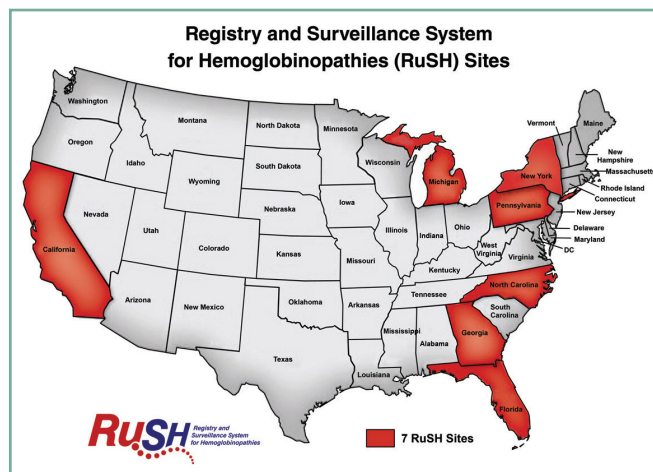 Registry and Surveillance System
for Hemoglobinopathies (RuSH) Sites
Washington
Oregon
California
Nevada
Idaho
Montana
Wyoming
Utah
Arizona
Colorado
New Mexico
North Dakota
South Dakota
Nebraska
Kansas
Oklahoma
Texas
Minnesota
Iowa
Missouri
Arkansas
Louisiana
Wisconsin
Illinois
Michigan
Indiana
Ohio
Kentucky
Tennessee
Mississippi
Alabama
Georgia
Florida
South
Carolina
North Carolina
Virginia
West
Virginia
Pennsylvania
New York
Vermont
Maine
New
Hampshire
Massachusetts
Rhode Island
Connecticut
New Jersey
Delaware
Maryland
DC
RuSH
Registry and
Surveillance System
for Hemoglobinopathies
7 RuSH Sites